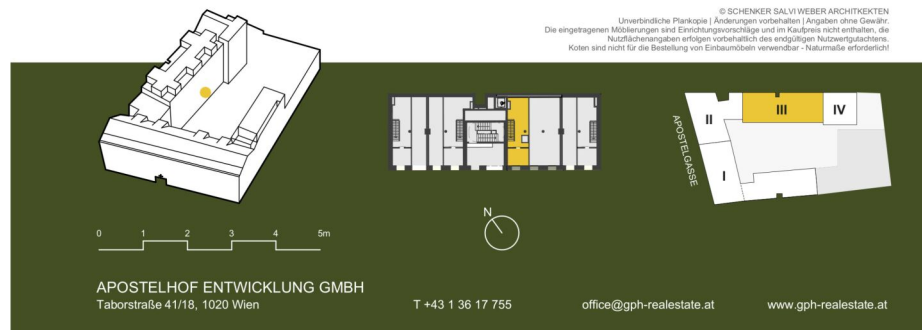 © SCHENKER SALVI WEBER ARCHITKEKTEN
Unverbindliche Plankopie | Änderungen vorbehalten | Angaben ohne Gewähr.
Die eingetragenen Möblierungen sind Einrichtungsvorschläge und im Kaufpreis nicht enthalten, die
Nutzflächenangaben erfolgen vorbehaltlich des endgültigen Nutzwertgutachtens.
Koten sind nicht für die Bestellung von Einbaumöbeln verwendbar - Naturmaße erforderlich!
II
III
IV
I
APOSTELGASSE
N
0 1 2 3 4 5m
APOSTELHOF ENTWICKLUNG GMBH
Taborstraße 41/18, 1020 Wien
T +43 1 36 17 755
office@gph-realestate.at
www.gph-realestate.at